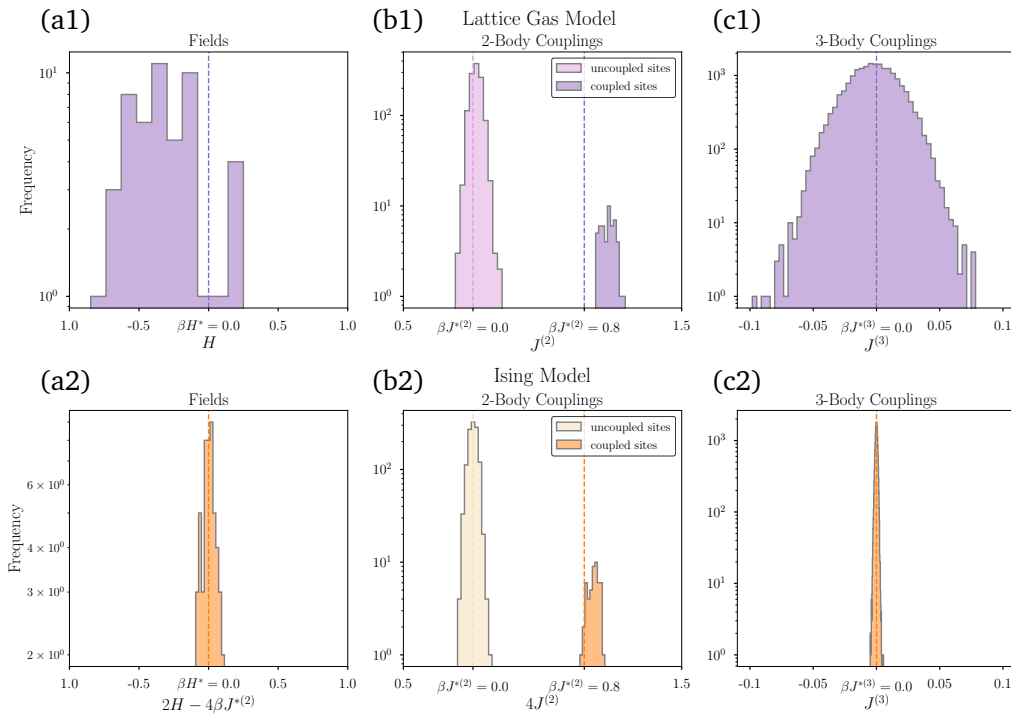 (a1)
(b1)
Lattice Gas Model
(c1)
Fields
2-Body Couplings
3-Body Couplings
uncoupled sites
coupled sites
Frequency
10¹
10⁰
10²
10¹
10⁰
10³
10²
10¹
10⁰
1.0 -0.5 βH* = 0.0 0.5 1.0
H
0.5 βJ*⁽²⁾ = 0.0 βJ*⁽²⁾ = 0.8 1.5
J⁽²⁾
-0.1 -0.05 βJ*⁽³⁾ = 0.0 0.05 0.1
J⁽³⁾
(a2)
(b2)
Ising Model
(c2)
Fields
2-Body Couplings
3-Body Couplings
uncoupled sites
coupled sites
Frequency
6 × 10⁰
4 × 10⁰
3 × 10⁰
2 × 10⁰
10²
10¹
10⁰
10³
10²
10¹
10⁰
1.0 -0.5 βH* = 0.0 0.5 1.0
2H − 4βJ*⁽²⁾
0.5 βJ*⁽²⁾ = 0.0 βJ*⁽²⁾ = 0.8 1.5
4J⁽²⁾
-0.1 -0.05 βJ*⁽³⁾ = 0.0 0.05 0.1
J⁽³⁾